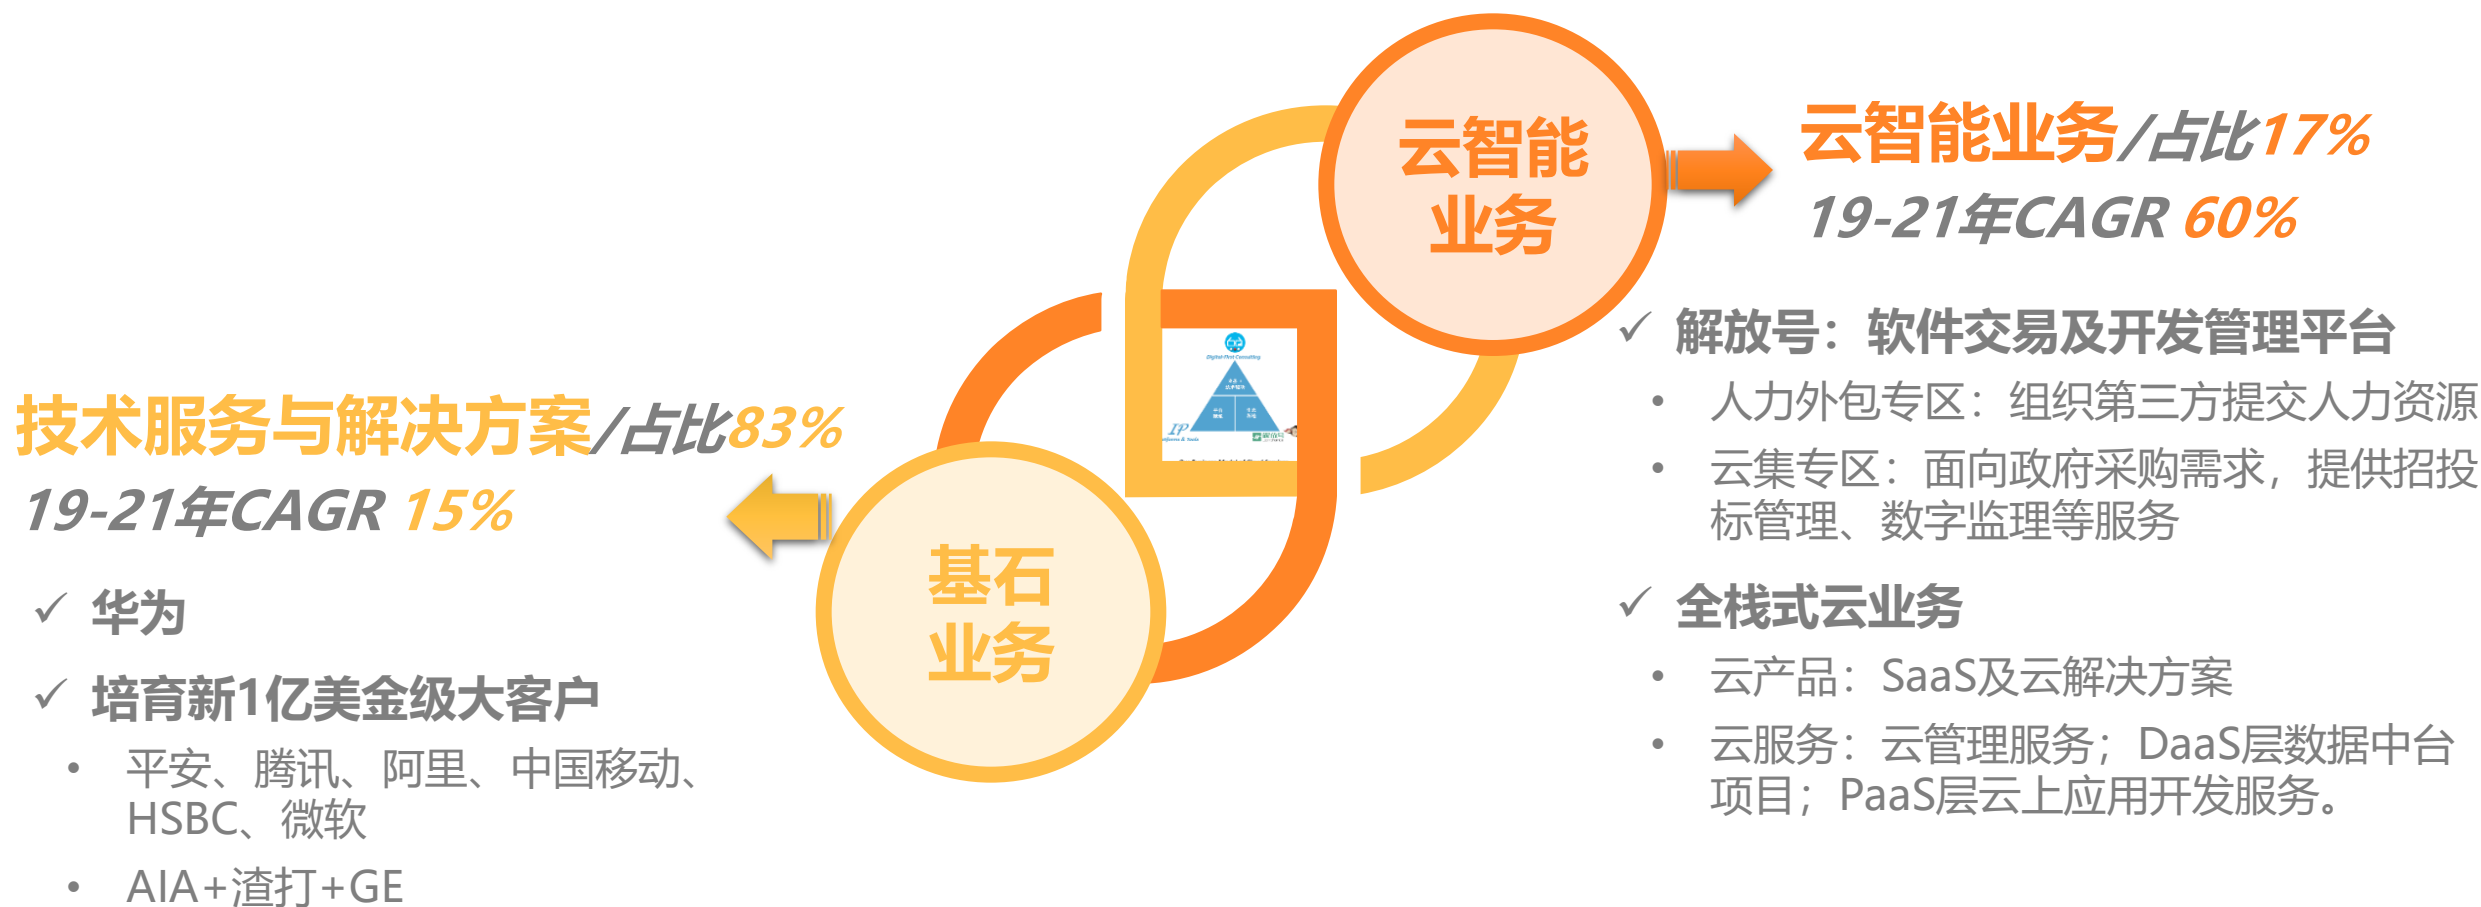 云智能
业务
云智能业务/占比17%
19-21年CAGR 60%
✓ 解放号：软件交易及开发管理平台
• 人力外包专区：组织第三方提交人力资源
• 云集专区：面向政府采购需求，提供招投
标管理、数字监理等服务
✓ 全栈式云业务
• 云产品：SaaS及云解决方案
• 云服务：云管理服务；DaaS层数据中台
项目；PaaS层云上应用开发服务。
Digital-First Consulting
IP
技术服务与解决方案/占比83%
19-21年CAGR 15%
基石
业务
✓ 华为
✓ 培育新1亿美金级大客户
• 平安、腾讯、阿里、中国移动、
HSBC、微软
• AIA+渣打+GE